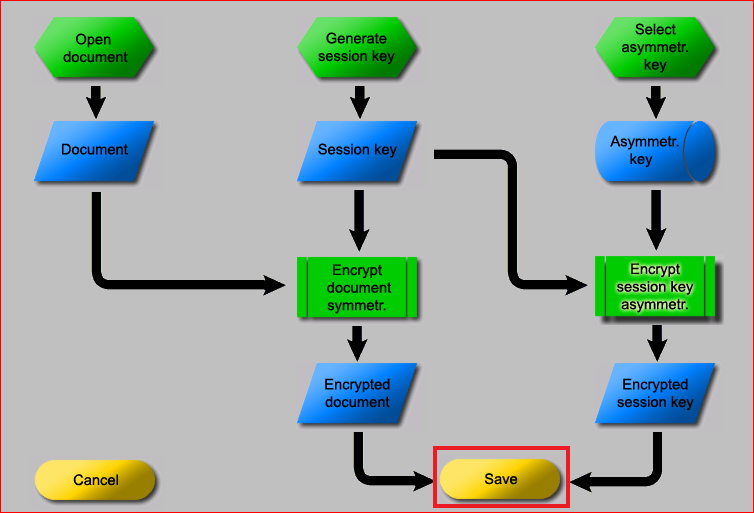 Open
document
Generate
session key
Select
asymmetr.
key
Document
Session key
Asymmetr.
key
Encrypt
document
symmetr.
Encrypt
session key
asymmetr.
Encrypted
document
Encrypted
session key
Cancel
Save